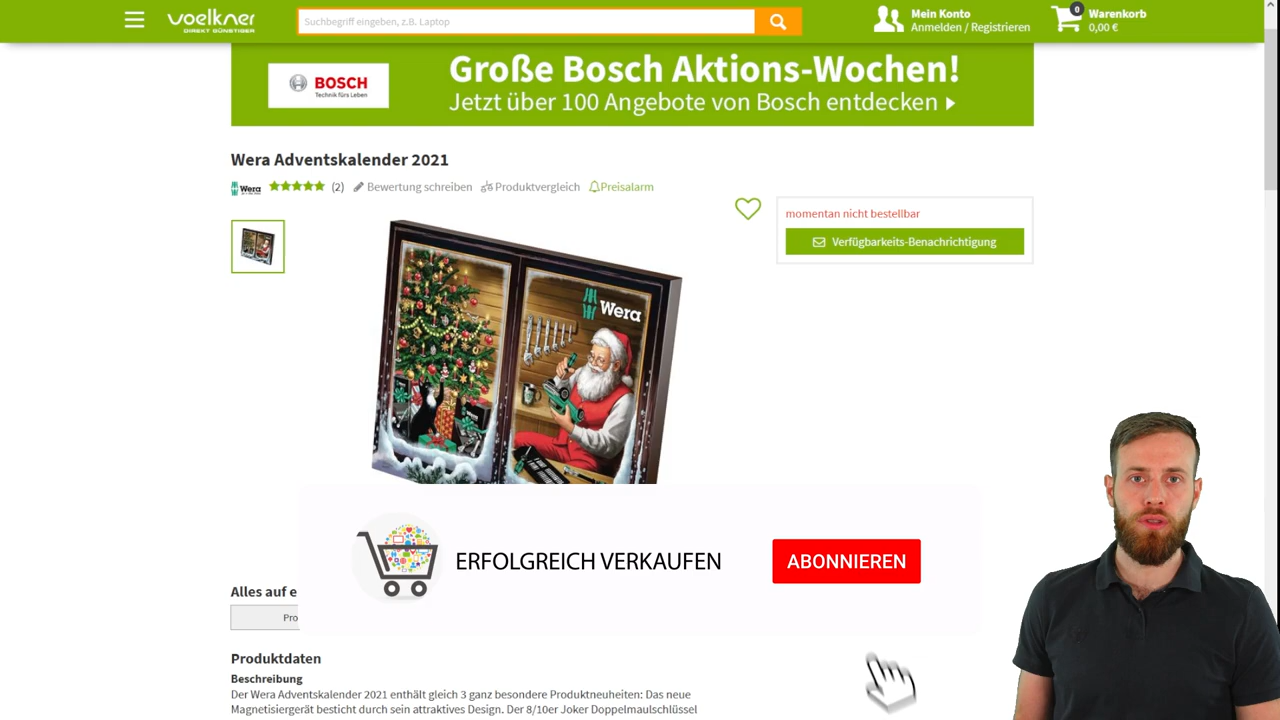 voelkner
DIREKT GÜNSTIGER
Suchbegriff eingeben, z.B. Laptop
Mein Konto
Anmelden / Registrieren
0
Warenkorb
0,00 €
BOSCH
Technik fürs Leben
Große Bosch Aktions-Wochen!
Jetzt über 100 Angebote von Bosch entdecken
Wera Adventskalender 2021
Wera
(2)
Bewertung schreiben
Produktvergleich
Preisalarm
momentan nicht bestellbar
Verfügbarkeits-Benachrichtigung
Wera
ERFOLGREICH VERKAUFEN
ABONNIEREN
Alles auf e
Pro
Produktdaten
Beschreibung
Der Wera Adventskalender 2021 enthält gleich 3 ganz besondere Produktneuheiten: Das neue
Magnetisiergerät besticht durch sein attraktives Design. Der 8/10er Joker Doppelmaulschlüssel